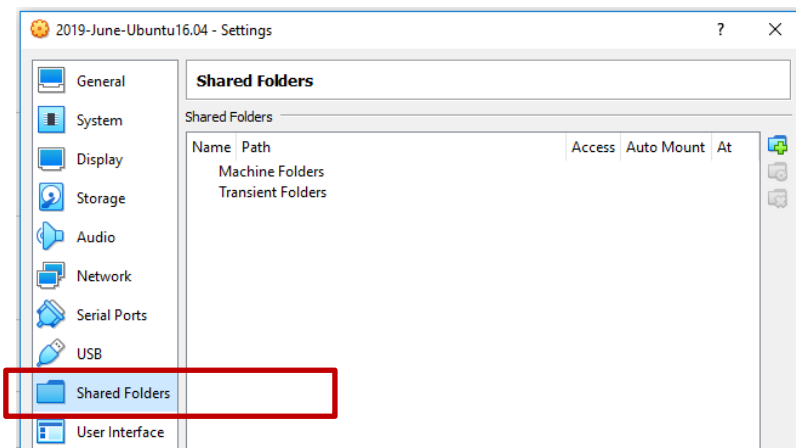 2019-June-Ubuntu16.04 - Settings ?
General
Shared Folders
System
Shared Folders
Name Path Access Auto Mount At
Machine Folders
Transient Folders
Display
Storage
Audio
Network
Serial Ports
USB
Shared Folders
User Interface